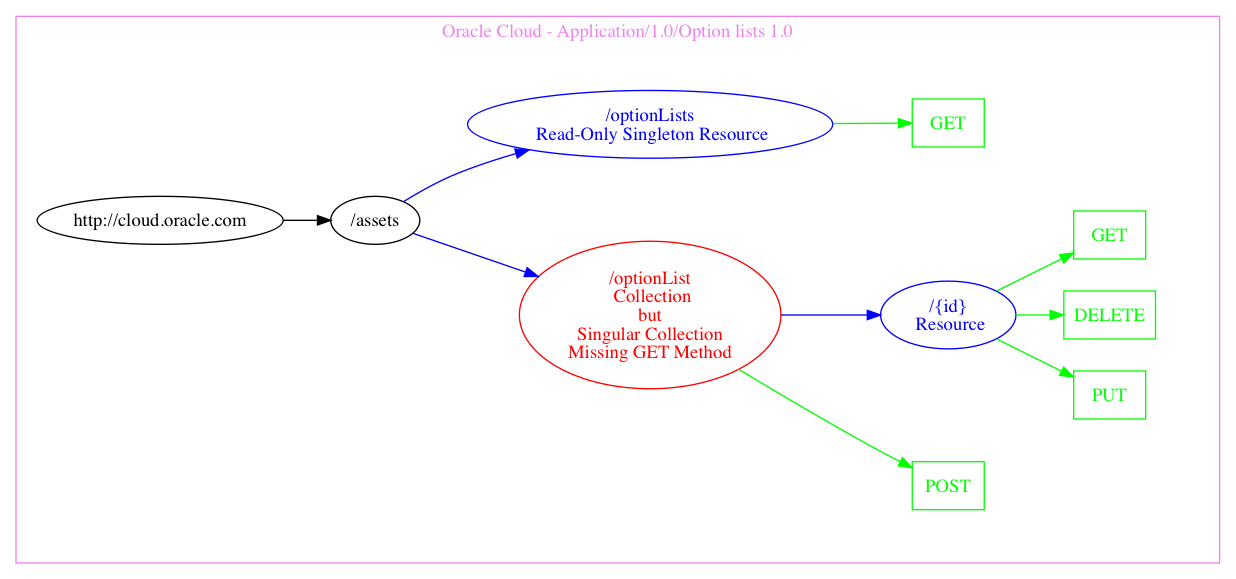 Oracle Cloud - Application/1.0/Option lists 1.0
/optionLists
Read-Only Singleton Resource
GET
http://cloud.oracle.com
/assets
/optionList
Collection
but
Singular Collection
Missing GET Method
/{id}
Resource
GET
DELETE
PUT
POST